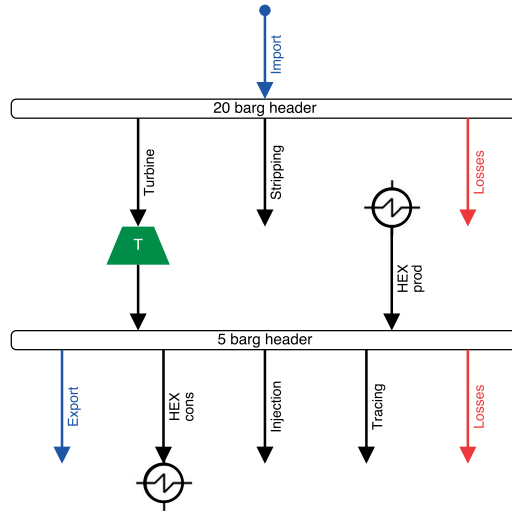 Import
20 barg header
Turbine
Stripping
Losses
T
HEX
prod
5 barg header
Export
HEX
cons
Injection
Tracing
Losses